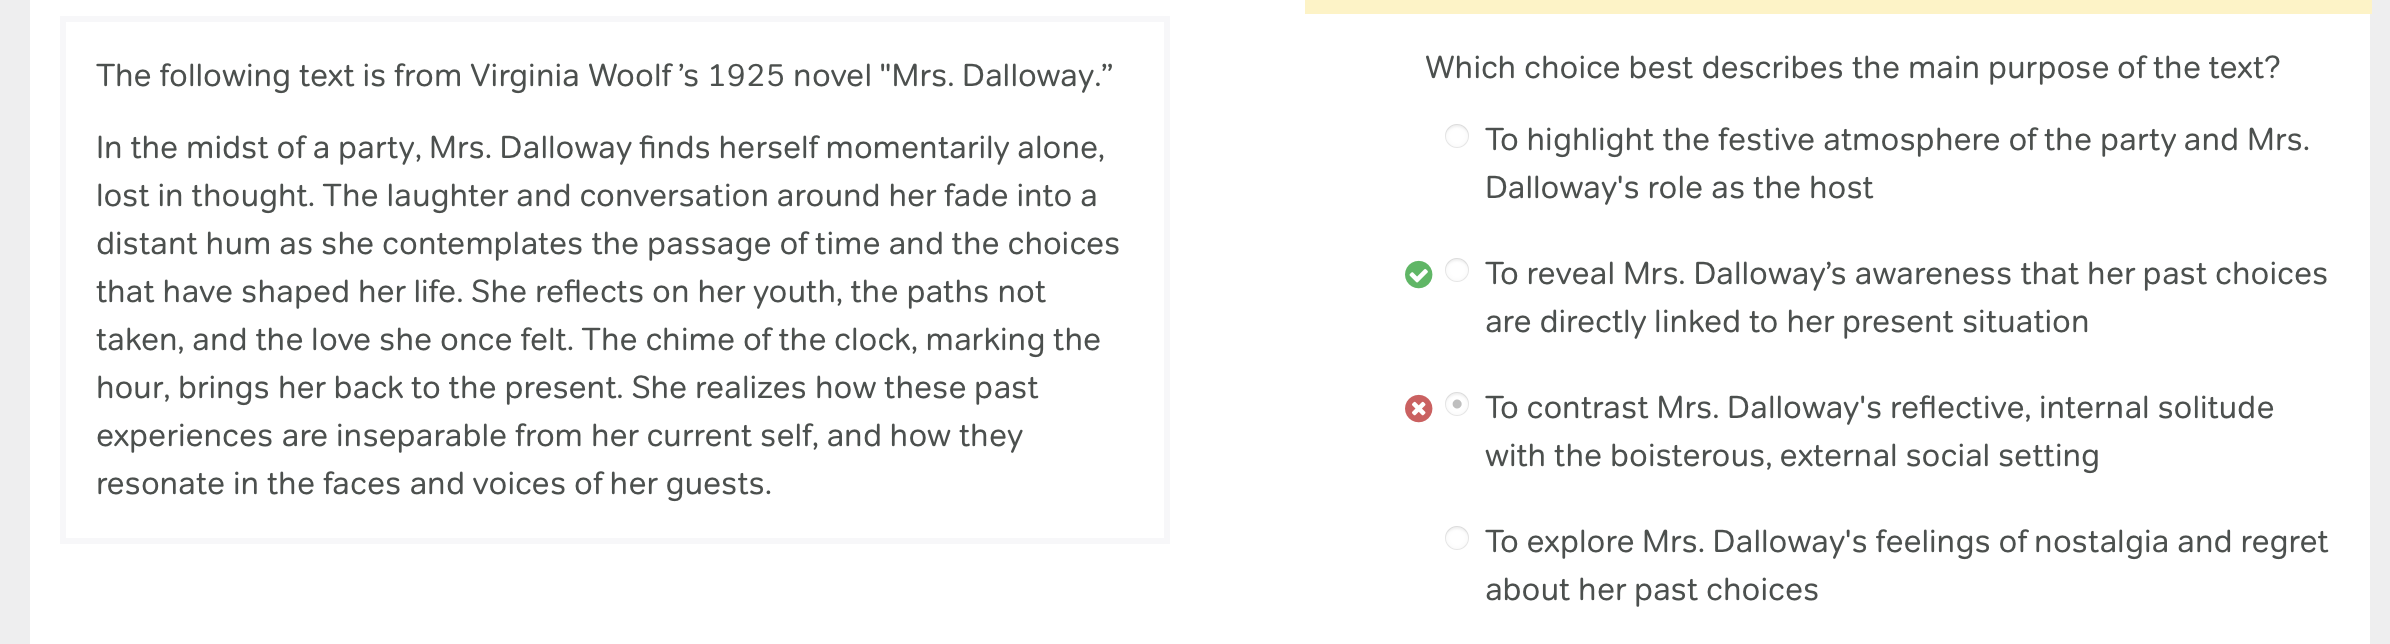 The following text is from Virginia Woolf’s 1925 novel "Mrs. Dalloway.”
In the midst of a party, Mrs. Dalloway finds herself momentarily alone,
lost in thought. The laughter and conversation around her fade into a
distant hum as she contemplates the passage of time and the choices
that have shaped her life. She reflects on her youth, the paths not
taken, and the love she once felt. The chime of the clock, marking the
hour, brings her back to the present. She realizes how these past
experiences are inseparable from her current self, and how they
resonate in the faces and voices of her guests.
Which choice best describes the main purpose of the text?
To highlight the festive atmosphere of the party and Mrs.
Dalloway's role as the host
To reveal Mrs. Dalloway’s awareness that her past choices
are directly linked to her present situation
To contrast Mrs. Dalloway's reflective, internal solitude
with the boisterous, external social setting
To explore Mrs. Dalloway's feelings of nostalgia and regret
about her past choices